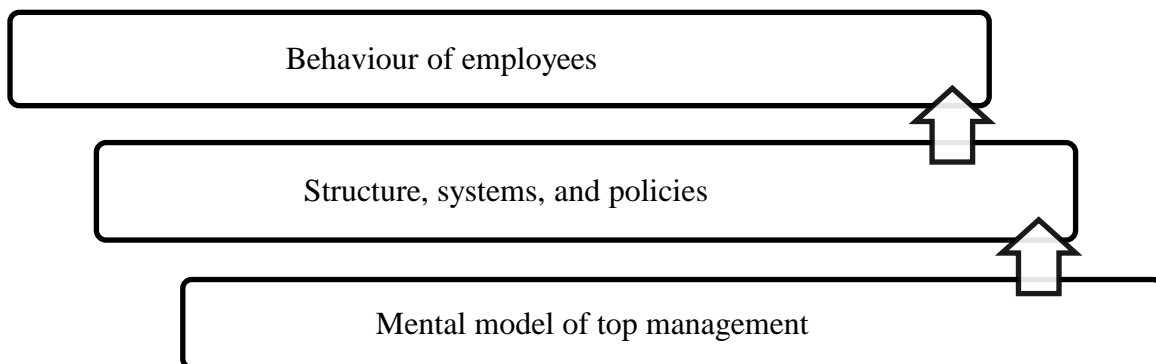 Behaviour of employees
Structure, systems, and policies
Mental model of top management